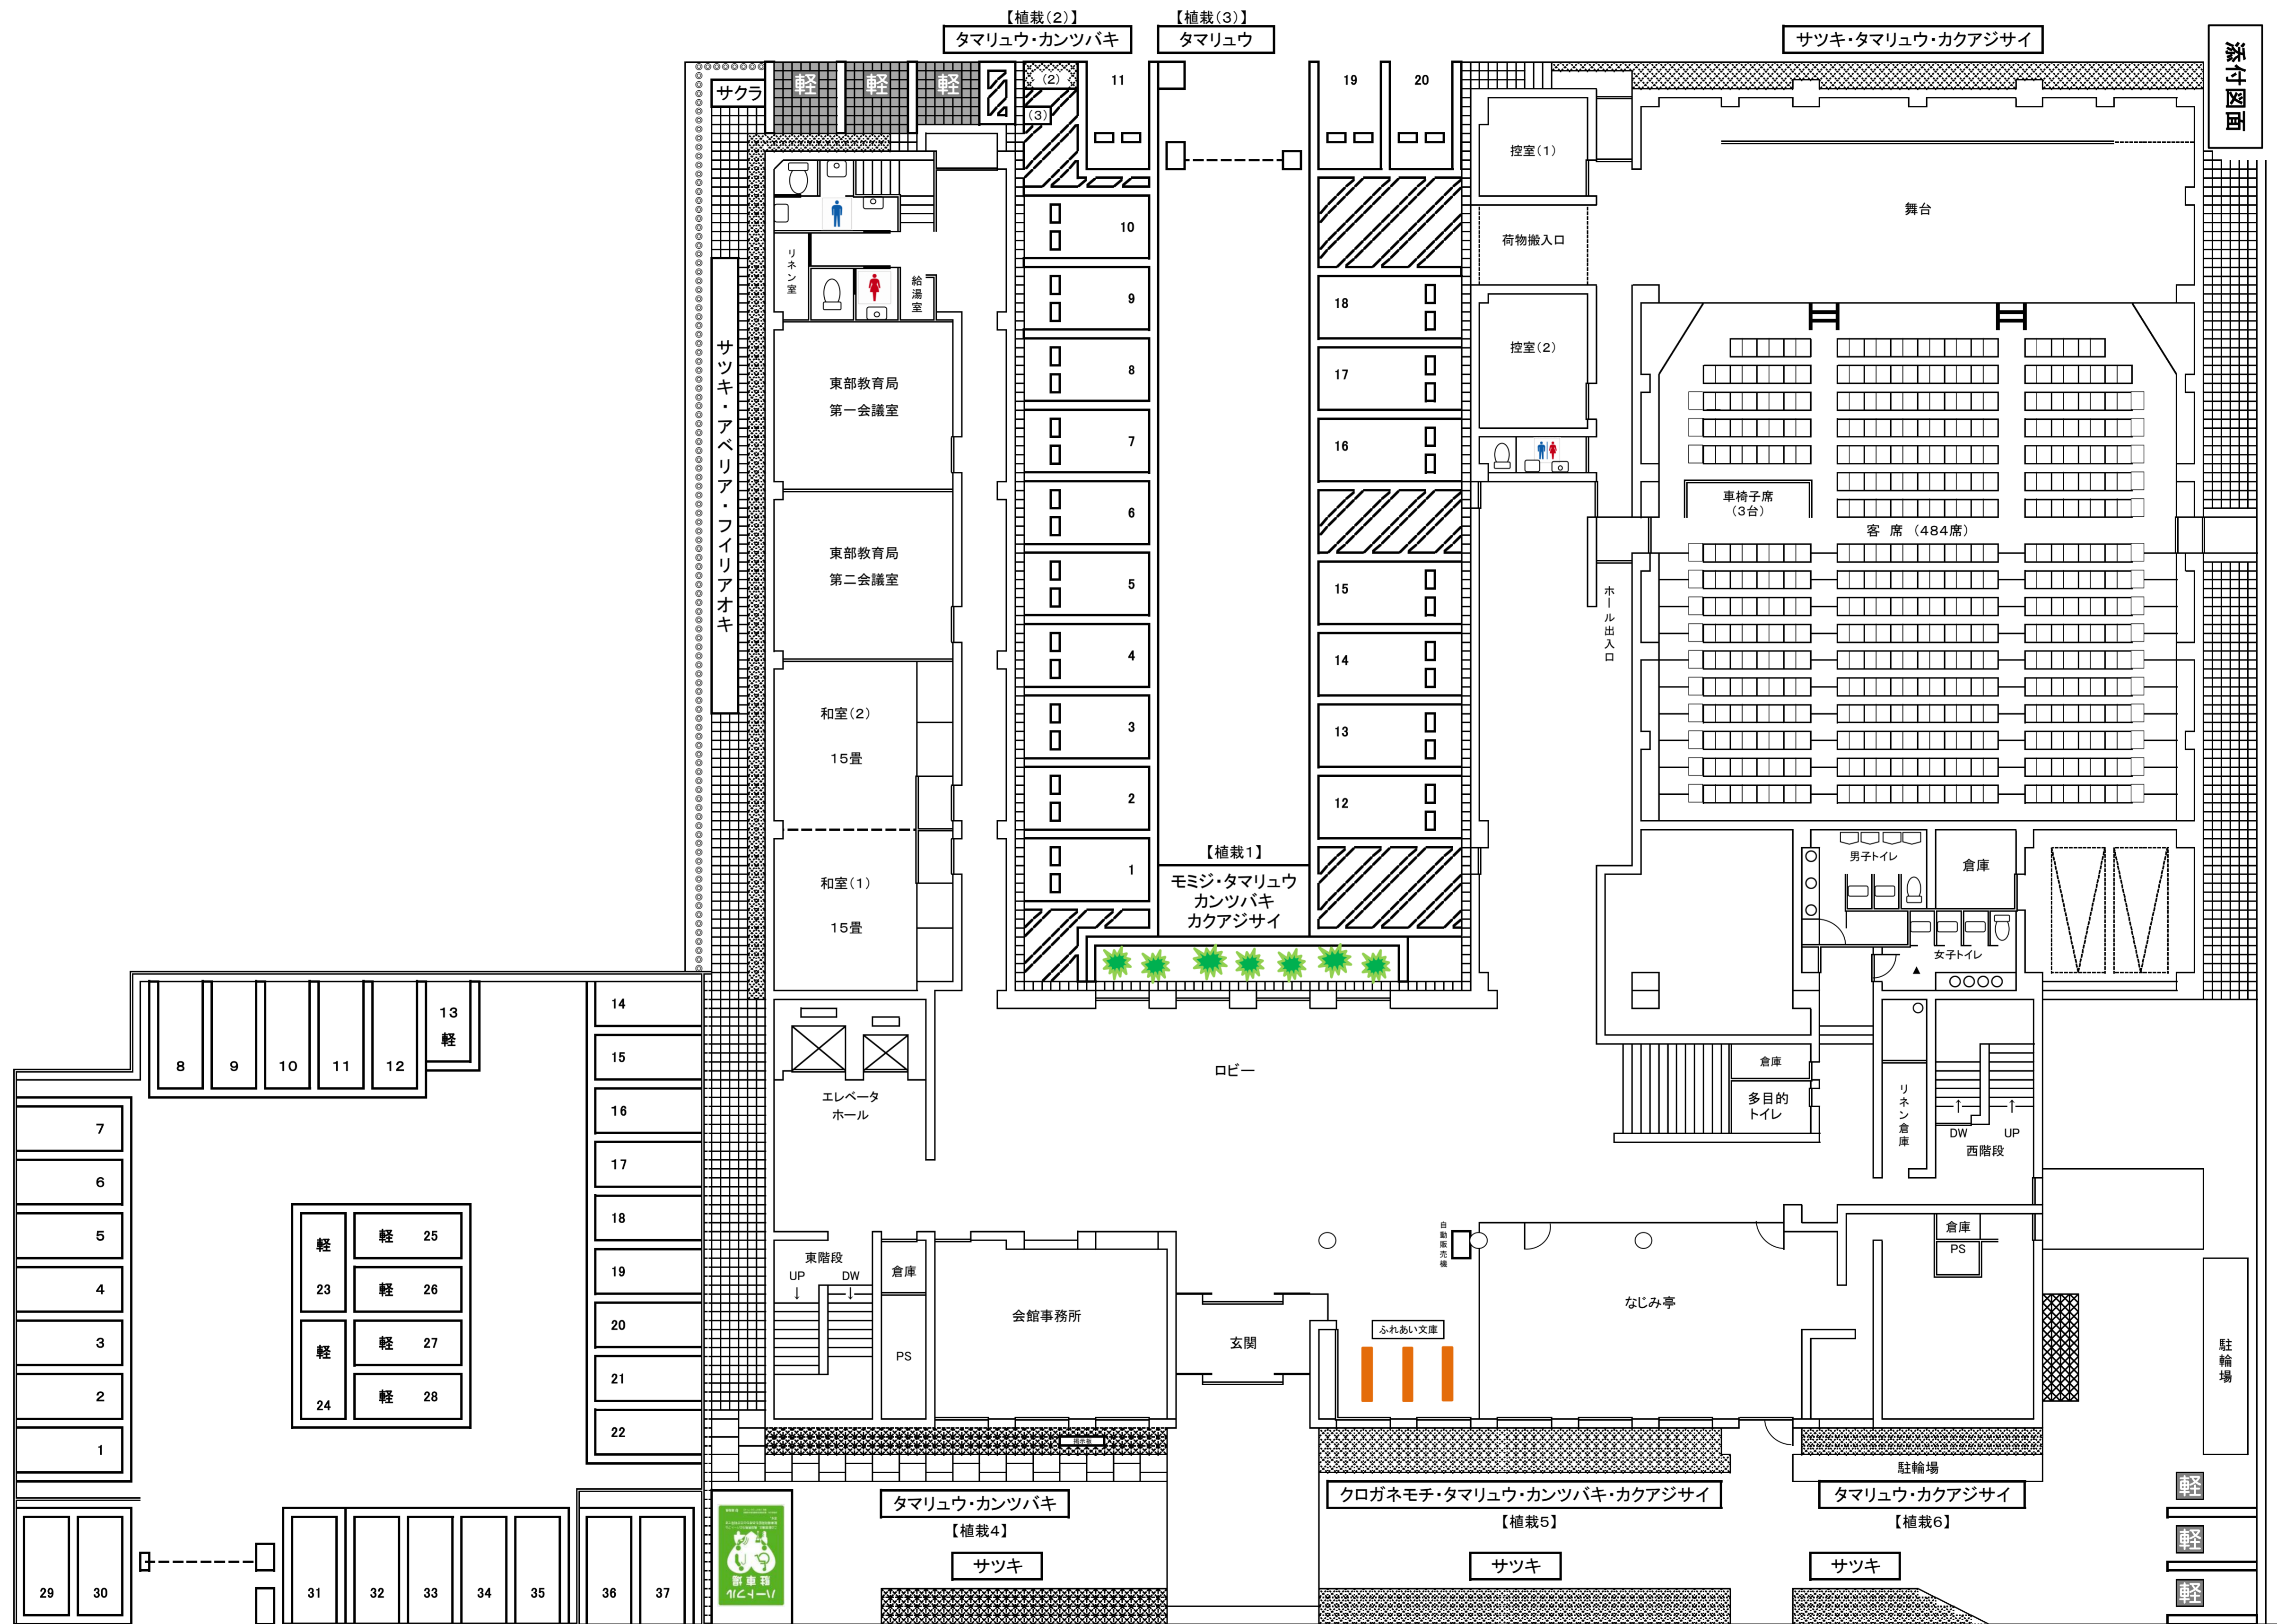 【植栽(2)】
タマリュウ・カンツバキ
【植栽(3)】
タマリュウ
サツキ・タマリュウ・カクアジサイ
添付図面
サクラ
軽
軽
軽
(2)
(3)
11
19
20
控室(1)
舞台
荷物搬入口
控室(2)
リネン室
給湯室
10
9
8
7
6
5
4
3
2
1
18
17
16
15
14
13
12
サツキ・アベリア・フイリアオキ
東部教育局
第一会議室
東部教育局
第二会議室
和室(2)
15畳
和室(1)
15畳
車椅子席
(3台)
客 席 (484席)
ホール出入口
【植栽1】
モミジ・タマリュウ
カンツバキ
カクアジサイ
男子トイレ
倉庫
女子トイレ
▲
ロビー
エレベータ
ホール
倉庫
多目的
トイレ
リネン倉庫
↑
↑
DW
UP
西階段
8
9
10
11
12
13
軽
14
15
16
17
18
19
20
21
22
7
6
5
4
3
2
1
軽
23
軽
24
軽 25
軽 26
軽 27
軽 28
東階段
UP
DW
↓
↓
倉庫
PS
会館事務所
玄関
自動販売機
ふれあい文庫
なじみ亭
倉庫
PS
駐輪場
掲示板
駐輪場
タマリュウ・カンツバキ
【植栽4】
サツキ
クロガネモチ・タマリュウ・カンツバキ・カクアジサイ
【植栽5】
サツキ
タマリュウ・カクアジサイ
【植栽6】
サツキ
軽
軽
軽
29
30
31
32
33
34
35
36
37
ハートフル
駐車場